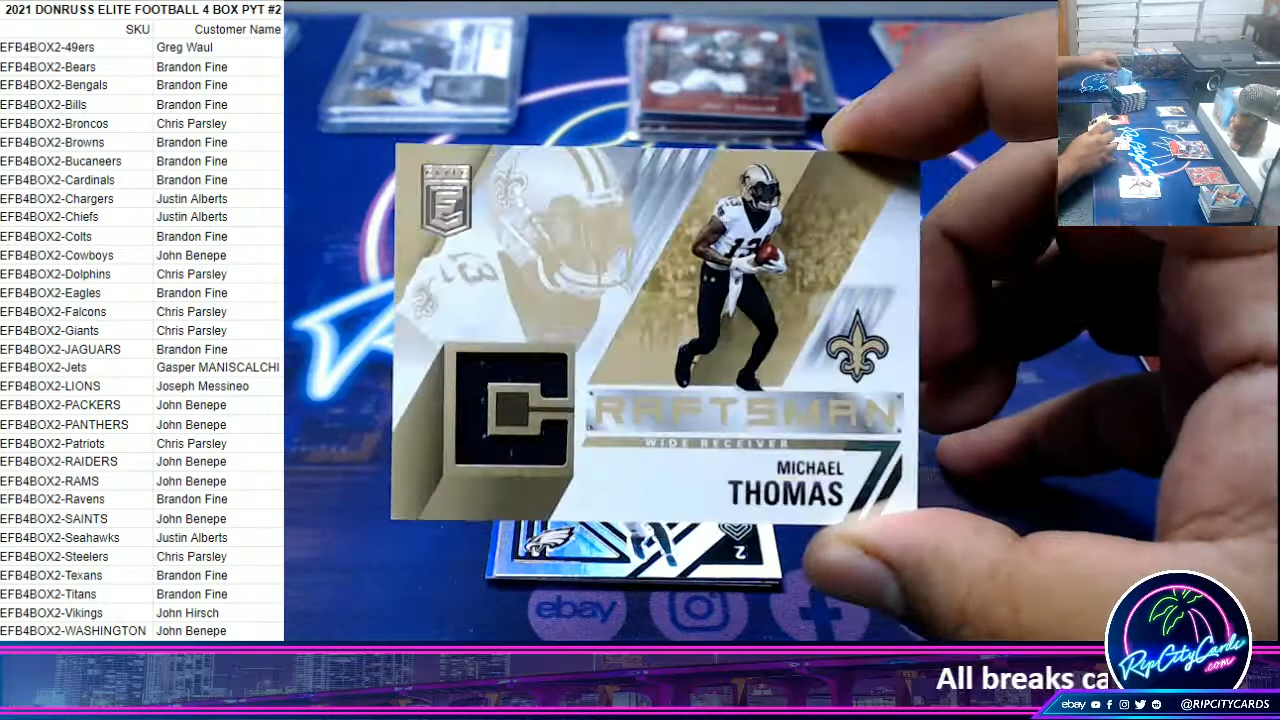 2021 DONRUSS ELITE FOOTBALL 4 BOX PYT #2
SKU Customer Name
EFB4BOX2-49ers Greg Waul
EFB4BOX2-Bears Brandon Fine
EFB4BOX2-Bengals Brandon Fine
EFB4BOX2-Bills Brandon Fine
EFB4BOX2-Broncos Chris Parsley
EFB4BOX2-Browns Brandon Fine
EFB4BOX2-Bucaneers Brandon Fine
EFB4BOX2-Cardinals Brandon Fine
EFB4BOX2-Chargers Justin Alberts
EFB4BOX2-Chiefs Justin Alberts
EFB4BOX2-Colts Brandon Fine
EFB4BOX2-Cowboys John Benepe
EFB4BOX2-Dolphins Chris Parsley
EFB4BOX2-Eagles Brandon Fine
EFB4BOX2-Falcons Chris Parsley
EFB4BOX2-Giants Chris Parsley
EFB4BOX2-JAGUARS Brandon Fine
EFB4BOX2-Jets Gasper MANISCALCHI
EFB4BOX2-LIONS Joseph Messineo
EFB4BOX2-PACKERS John Benepe
EFB4BOX2-PANTHERS John Benepe
EFB4BOX2-Patriots Chris Parsley
EFB4BOX2-RAIDERS John Benepe
EFB4BOX2-RAMS John Benepe
EFB4BOX2-Ravens Brandon Fine
EFB4BOX2-SAINTS John Benepe
EFB4BOX2-Seahawks Justin Alberts
EFB4BOX2-Steelers Chris Parsley
EFB4BOX2-Texans Brandon Fine
EFB4BOX2-Titans Brandon Fine
EFB4BOX2-Vikings John Hirsch
EFB4BOX2-WASHINGTON John Benepe
E
13
13
CRAFTSMAN
WIDE RECEIVER
MICHAEL
THOMAS
2
ebay
All breaks ca
RipCityCards
.com
ebay @RIPCITYCARDS